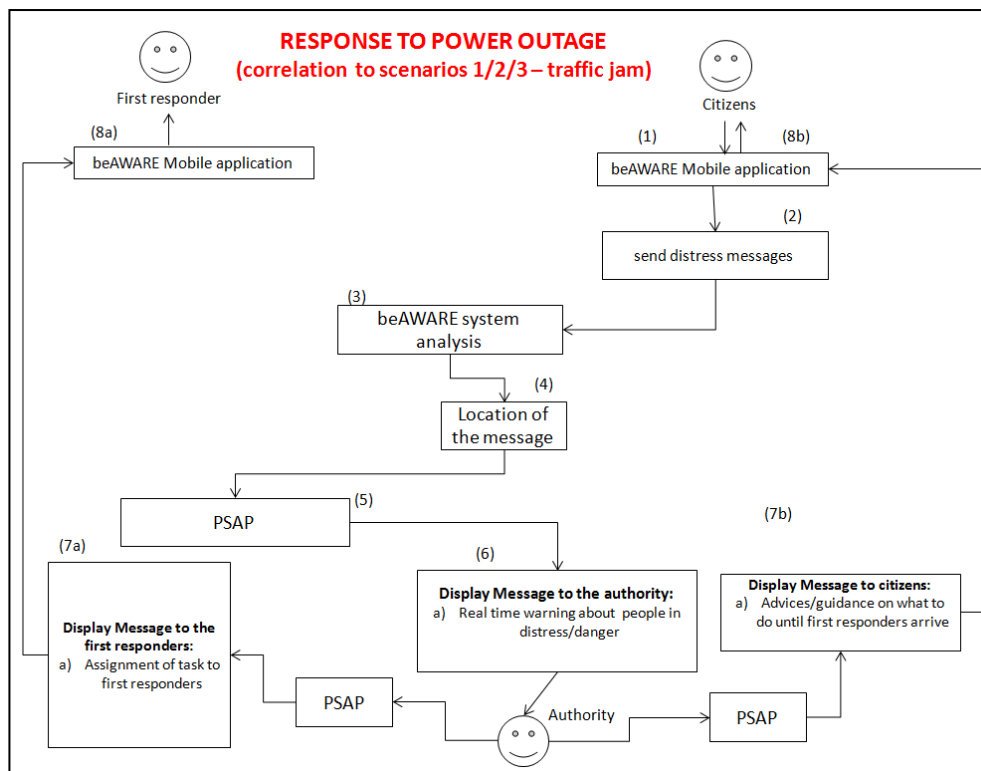 RESPONSE TO POWER OUTAGE
(correlation to scenarios 1/2/3 – traffic jam)
First responder
Citizens
(8a)
beAWARE Mobile application
(1)
(8b)
beAWARE Mobile application
(2)
send distress messages
(3)
beAWARE system
analysis
(4)
Location of
the message
(5)
PSAP
(6)
Display Message to the authority:
a) Real time warning about people in
distress/danger
(7a)
Display Message to the
first responders:
a) Assignment of task to
first responders
(7b)
Display Message to citizens:
a) Advices/guidance on what to
do until first responders arrive
PSAP
Authority
PSAP